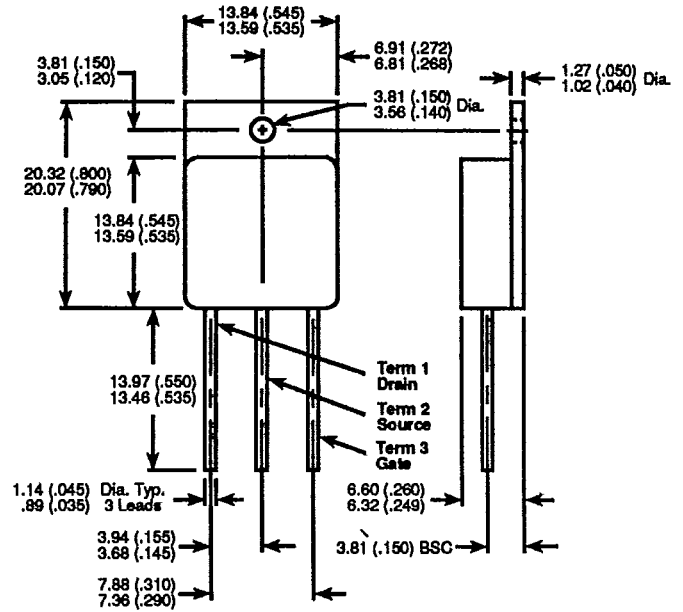 13.84 (.545)
13.59 (.535)
3.81 (.150)
3.05 (.120)
6.91 (.272)
6.81 (.268)
1.27 (.050)
1.02 (.040) Dia.
3.81 (.150)
3.56 (.140) Dia.
20.32 (.800)
20.07 (.790)
13.84 (.545)
13.59 (.535)
13.97 (.550)
13.46 (.535)
Term 1
Drain
Term 2
Source
Term 3
Gate
1.14 (.045) Dia. Typ.
.89 (.035) 3 Leads
6.60 (.260)
6.32 (.249)
3.94 (.155)
3.68 (.145)
3.81 (.150) BSC
7.88 (.310)
7.36 (.290)